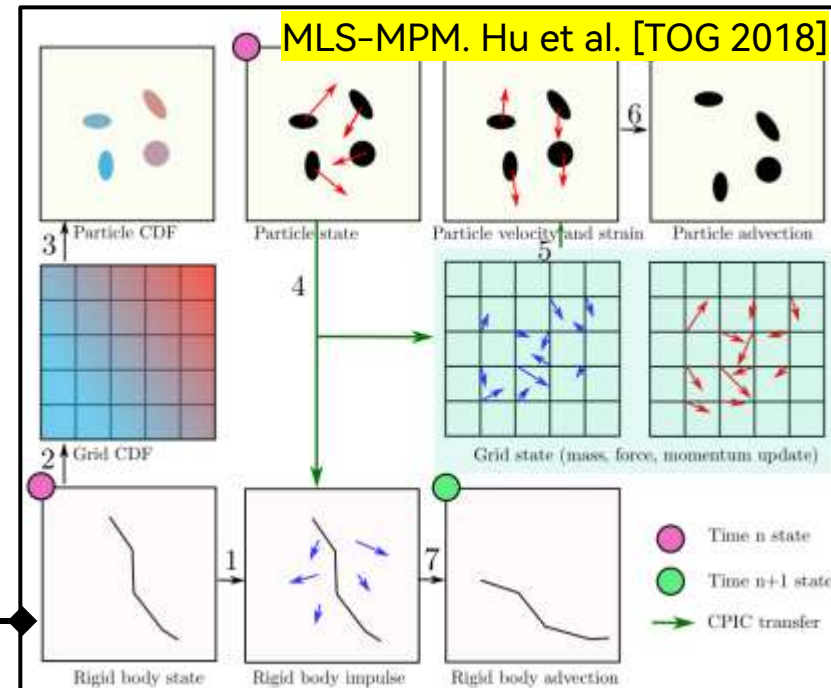 MLS-MPM. Hu et al. [TOG 2018]
6
3
Particle CDF
Particle state
Particle velocity and strain
Particle advection
5
4
2
Grid CDF
Grid state (mass, force, momentum update)
1
7
Time n state
Time n+1 state
CPIC transfer
Rigid body state
Rigid body impulse
Rigid body advection